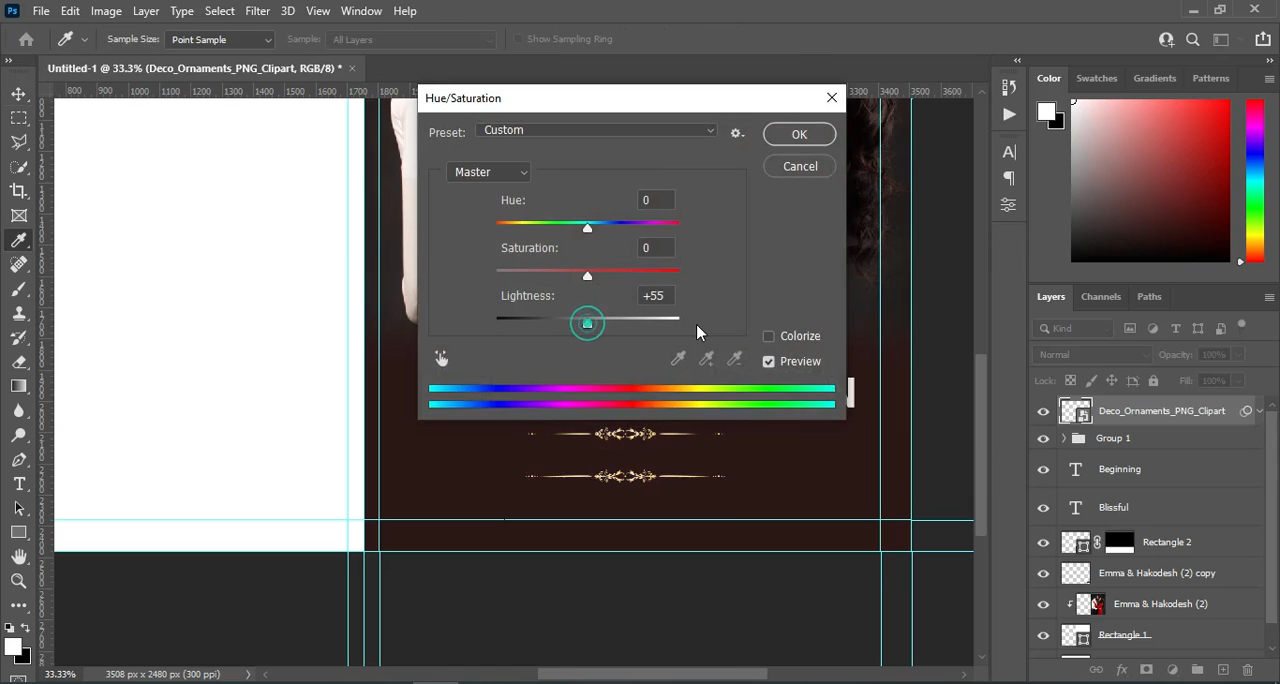 Ps File Edit Image Layer Type Select Filter 3D View Window Help
Sample Size: Point Sample Sample: All Layers Show Sampling Ring
Untitled-1 @ 33.3% (Deco_Ornaments_PNG_Clipart, RGB/8) * ×
800 900 1000 1100 1200 1300 1400 1500 1600 1700 1800 3300 3400 3500 3600
Hue/Saturation
Preset: Custom
OK
Master
Cancel
Hue: 0
Saturation: 0
Lightness: +55
Colorize
Preview
Color Swatches Gradients Patterns
Layers Channels Paths
Kind
Normal Opacity: 100%
Lock: Fill: 100%
Deco_Ornaments_PNG_Clipart
Group 1
Beginning
Blissful
Rectangle 2
Emma & Hakodesh (2) copy
Emma & Hakodesh (2)
Rectangle 1
33.33% 3508 px x 2480 px (300 ppi)